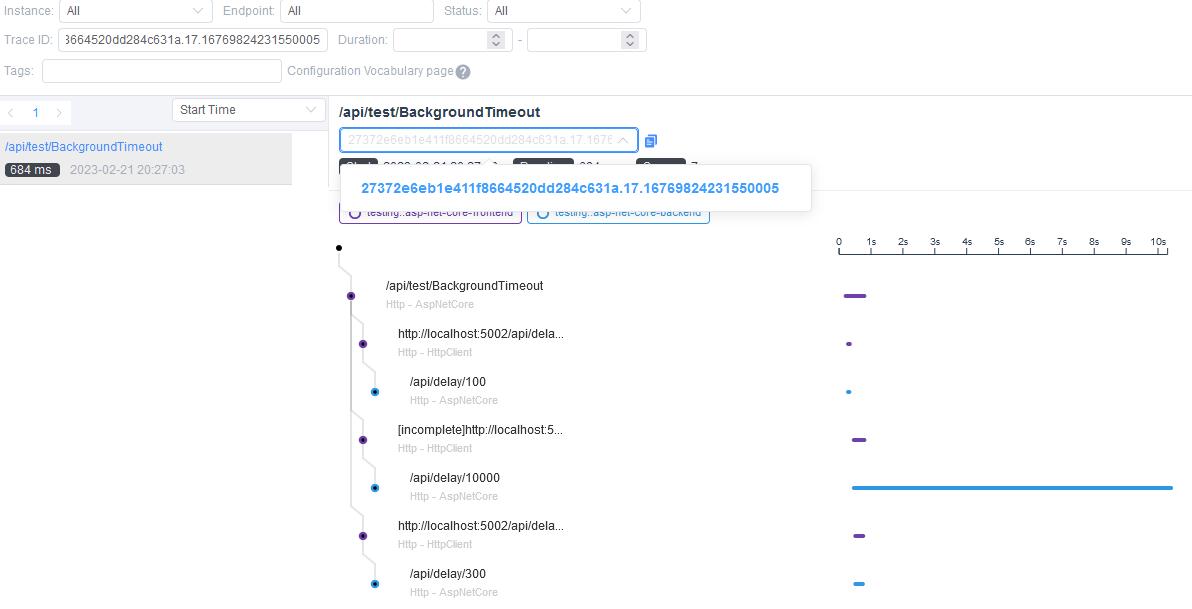 Instance: All Endpoint: All Status: All
Trace ID: 3664520dd284c631a.17.16769824231550005 Duration: -
Tags: Configuration Vocabulary page ?
1 Start Time
/api/test/BackgroundTimeout
27372e6eb1e411f8664520dd284c631a.17.1676
/api/test/BackgroundTimeout
684 ms 2023-02-21 20:27:03
27372e6eb1e411f8664520dd284c631a.17.16769824231550005
testing::asp-net-core-frontend testing::asp-net-core-backend
0 1s 2s 3s 4s 5s 6s 7s 8s 9s 10s
/api/test/BackgroundTimeout
Http - AspNetCore
http://localhost:5002/api/dela...
Http - HttpClient
/api/delay/100
Http - AspNetCore
[incomplete]http://localhost:5...
Http - HttpClient
/api/delay/10000
Http - AspNetCore
http://localhost:5002/api/dela...
Http - HttpClient
/api/delay/300
Http - AspNetCore